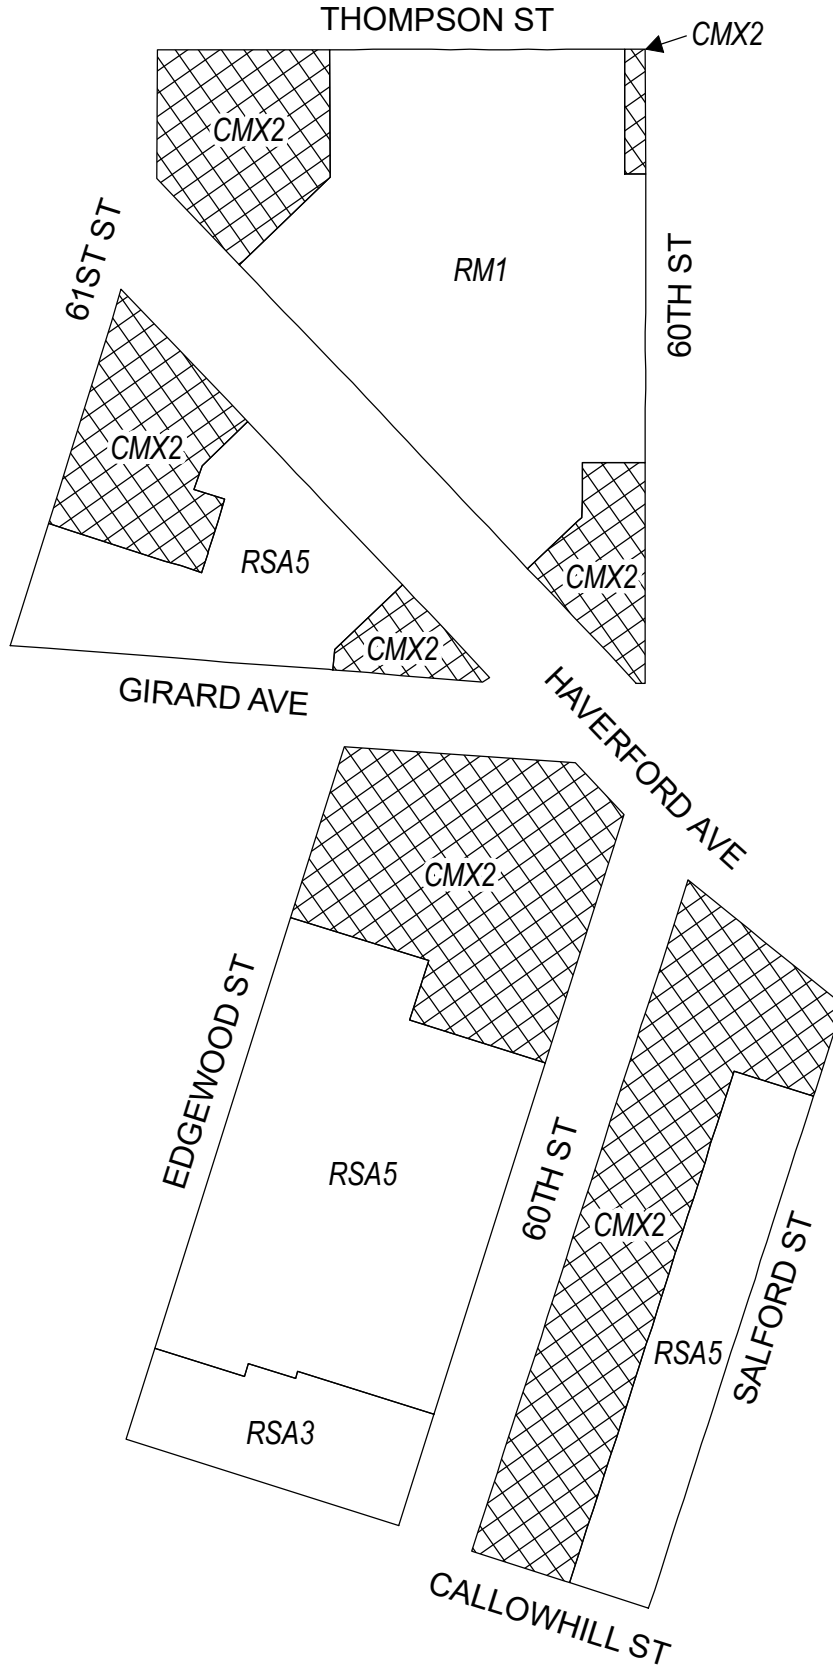 THOMPSON ST
CMX2
CMX2
61ST ST
RM1
60TH ST
CMX2
RSA5
CMX2
CMX2
GIRARD AVE
HAVERFORD AVE
CMX2
EDGEWOOD ST
RSA5
60TH ST
CMX2
SALFORD ST
RSA5
RSA3
CALLOWHILL ST